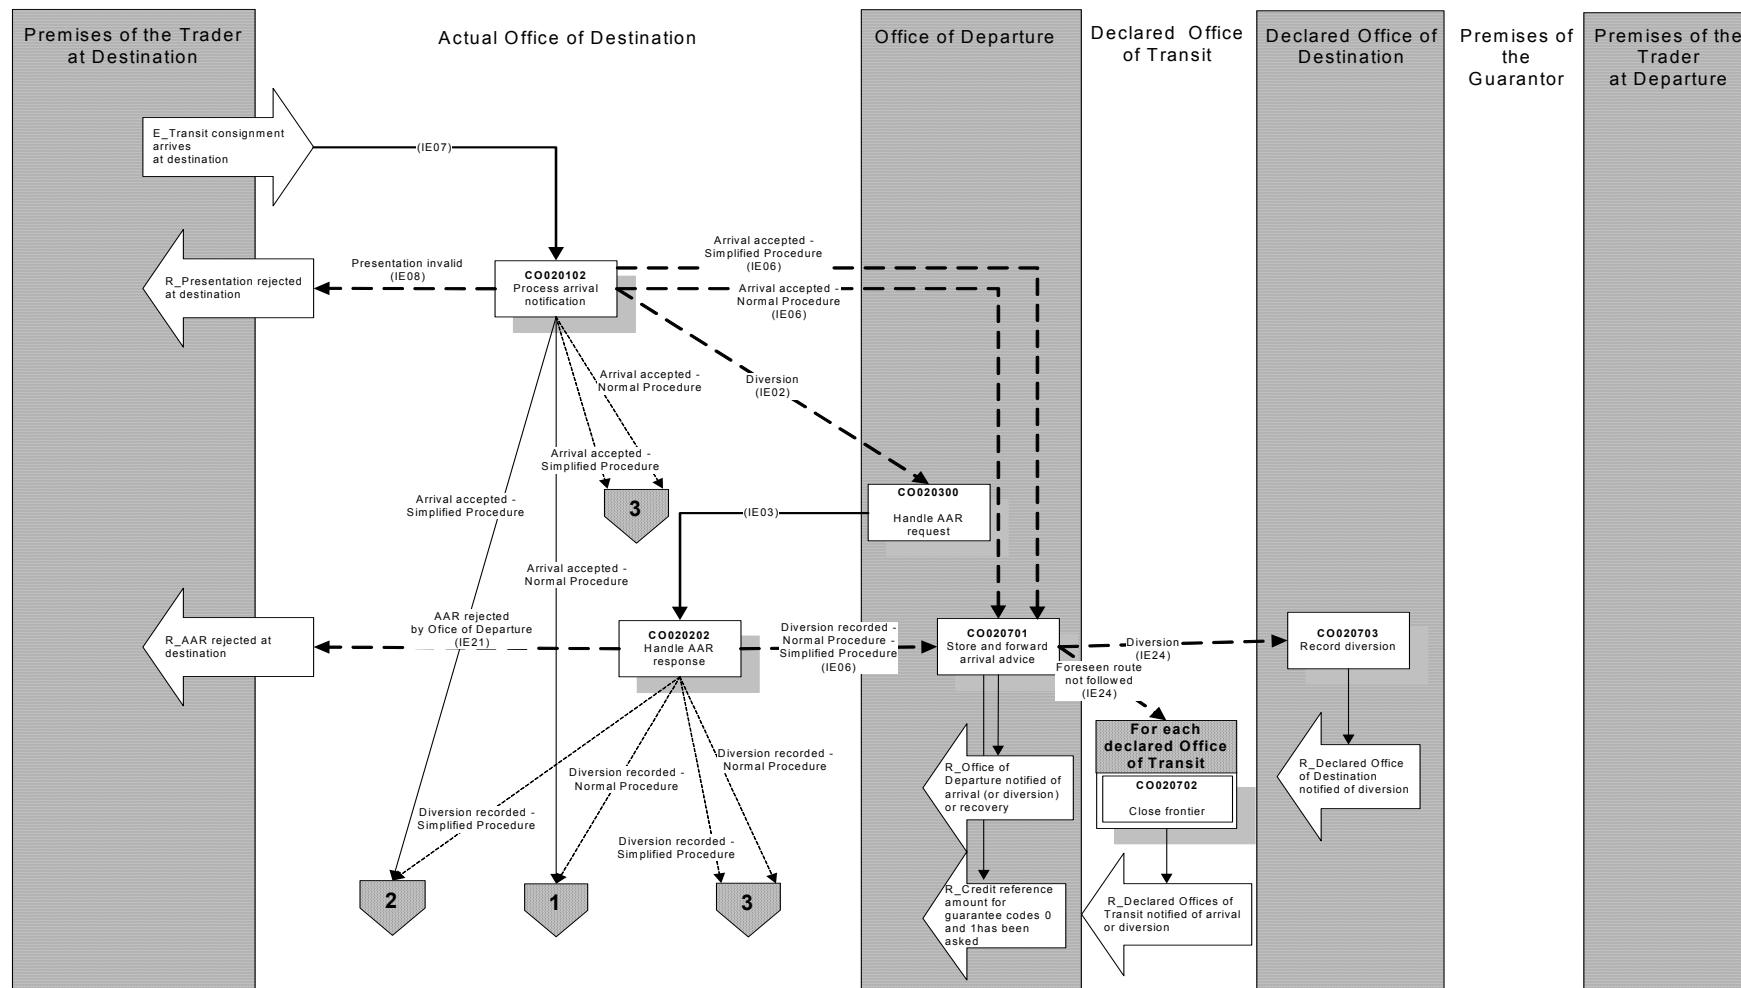 Premises of the Trader
at Destination
Actual Office of Destination
Office of Departure
Declared Office
of Transit
Declared Office of
Destination
Premises of
the
Guarantor
Premises of the
Trader
at Departure
E_Transit consignment
arrives
at destination
(IE07)
R_Presentation rejected
at destination
Presentation invalid
(IE08)
CO020102
Process arrival
notification
Arrival accepted -
Simplified Procedure
(IE06)
Arrival accepted -
Normal Procedure
(IE06)
Arrival accepted -
Normal Procedure
Diversion
(IE02)
Arrival accepted -
Simplified Procedure
Arrival accepted -
Simplified Procedure
3
(IE03)
CO020300
Handle AAR
request
Arrival accepted -
Normal Procedure
R_AAR rejected at
destination
AAR rejected
by Ofice of Departure
(IE21)
CO020202
Handle AAR
response
Diversion recorded -
Normal Procedure -
Simplified Procedure
(IE06)
CO020701
Store and forward
arrival advice
Diversion
(IE24)
Foreseen route
not followed
(IE24)
CO020703
Record diversion
For each
declared Office
of Transit
CO020702
Close frontier
Diversion recorded -
Normal Procedure
Diversion recorded -
Normal Procedure
Diversion recorded -
Simplified Procedure
Diversion recorded -
Simplified Procedure
R_Office of
Departure notified of
arrival (or diversion)
or recovery
R_Declared Office
of Destination
notified of diversion
2
1
3
R_Credit reference
amount for
guarantee codes 0
and 1has been
asked
R_Declared Offices of
Transit notified of arrival
or diversion